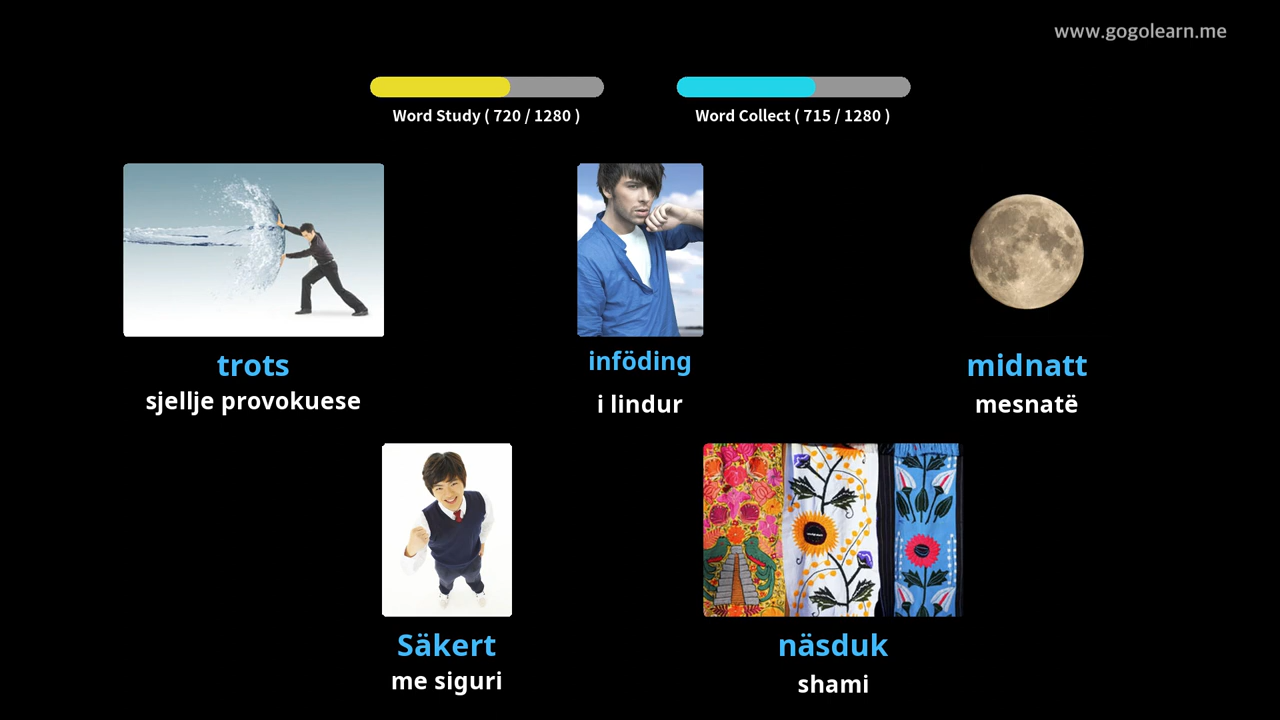 www.gogolearn.me
Word Study ( 720 / 1280 )
Word Collect ( 715 / 1280 )
trots
sjellje provokuese
inföding
i lindur
midnatt
mesnatë
Säkert
me siguri
näsduk
shami